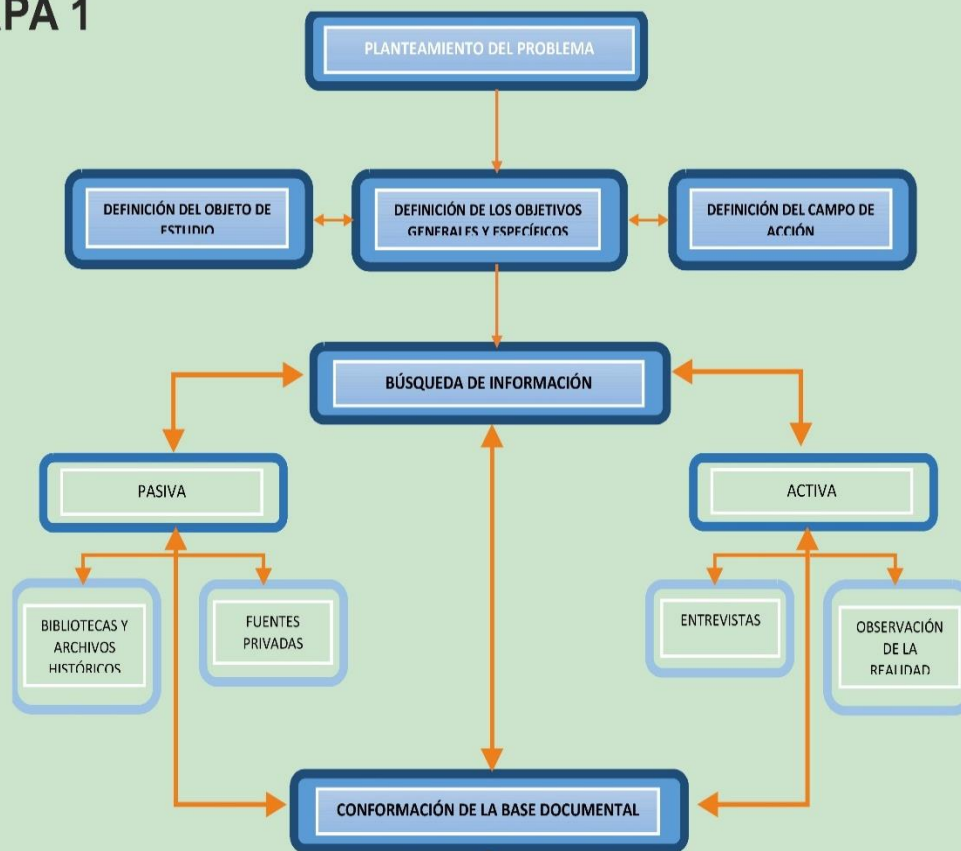 APA 1
PLANTEAMIENTO DEL PROBLEMA
DEFINICIÓN DEL OBJETO DE
ESTUDIO
DEFINICIÓN DE LOS OBJETIVOS
GENERALES Y ESPECÍFICOS
DEFINICIÓN DEL CAMPO DE
ACCIÓN
BÚSQUEDA DE INFORMACIÓN
PASIVA
ACTIVA
BIBLIOTECAS Y
ARCHIVOS
HISTÓRICOS
FUENTES
PRIVADAS
ENTREVISTAS
OBSERVACIÓN
DE LA
REALIDAD
CONFORMACIÓN DE LA BASE DOCUMENTAL